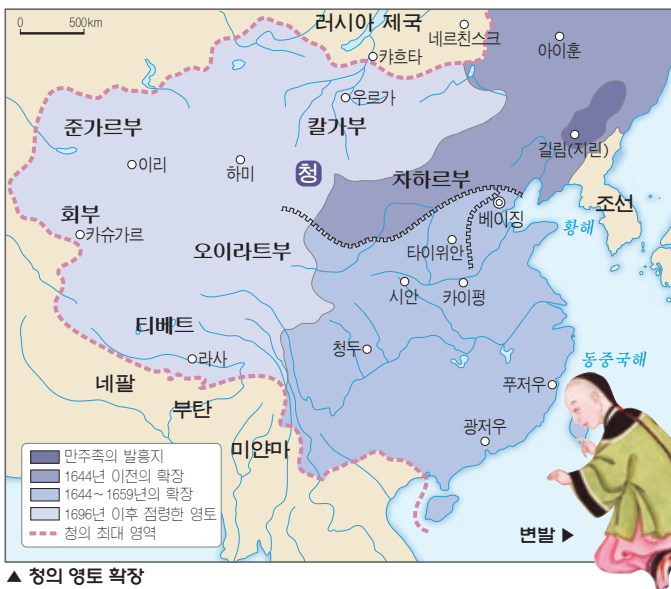 0 500km
러시아 제국
네르친스크
캬흐타
아이훈
우르가
준가르부
칼가부
이리
하미
청
차하르부
길림(지린)
회부
카슈가르
베이징
조선
황해
오이라트부
타이위안
시안
카이펑
티베트
청두
라사
동중국해
네팔
푸저우
부탄
광저우
미얀마
만주족의 발흥지
1644년 이전의 확장
1644~1659년의 확장
1696년 이후 점령한 영토
청의 최대 영역
변발 ▶
▲ 청의 영토 확장